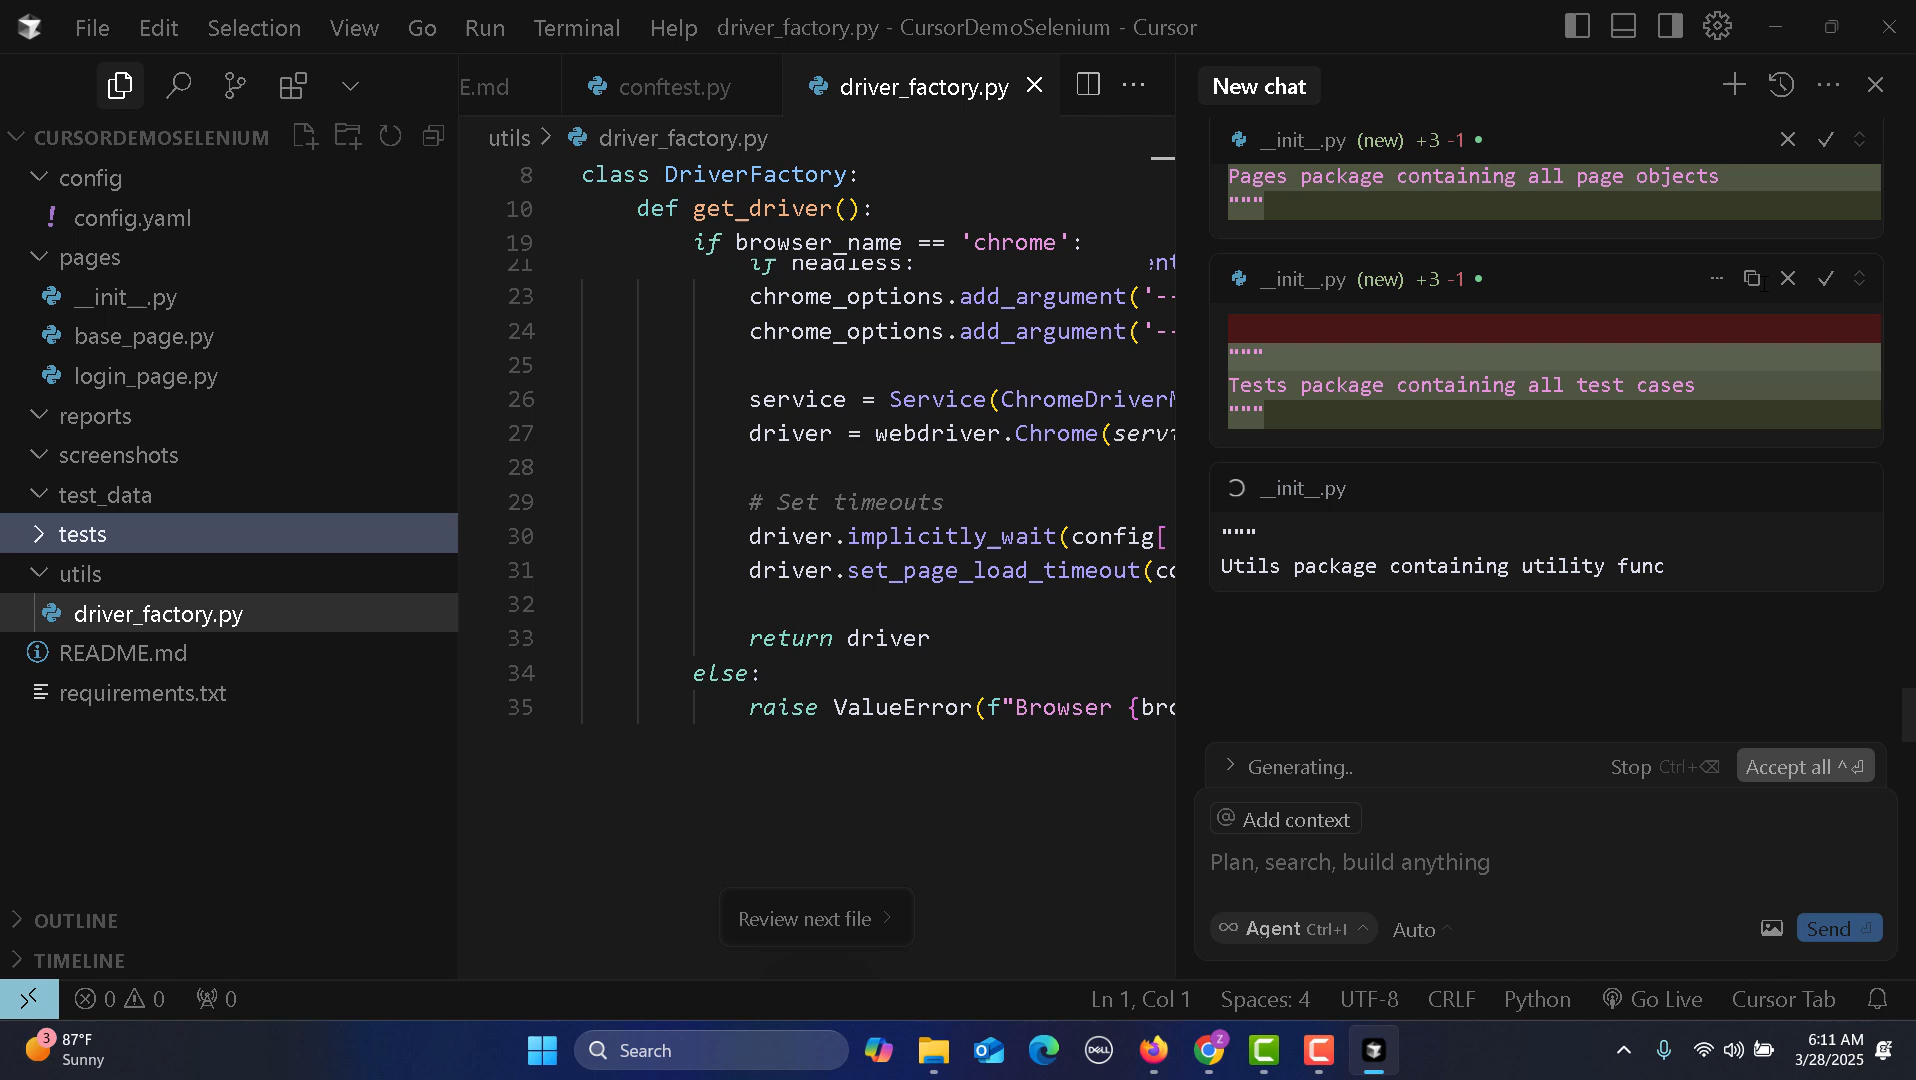 File Edit Selection View Go Run Terminal Help driver_factory.py - CursorDemoSelenium - Cursor
CURSORDEMOSELENIUM
config
config.yaml
pages
__init__.py
base_page.py
login_page.py
reports
screenshots
test_data
tests
utils
driver_factory.py
README.md
requirements.txt
OUTLINE
TIMELINE
E.md conftest.py driver_factory.py
utils > driver_factory.py
8 class DriverFactory:
10 def get_driver():
19 if browser_name == 'chrome':
21 if headless:
23 chrome_options.add_argument('--
24 chrome_options.add_argument('--
25
26 service = Service(ChromeDriverM
27 driver = webdriver.Chrome(servi
28
29 # Set timeouts
30 driver.implicitly_wait(config[
31 driver.set_page_load_timeout(co
32
33 return driver
34 else:
35 raise ValueError(f"Browser {bro
Review next file
New chat
__init__.py (new) +3 -1
Pages package containing all page objects
"""
__init__.py (new) +3 -1
"""
Tests package containing all test cases
"""
__init__.py
"""
Utils package containing utility func
Generating..
Stop Ctrl+⌫ Accept all ^⏎
@ Add context
Plan, search, build anything
∞ Agent Ctrl+I Auto
Send ⏎
0 0 0
Ln 1, Col 1 Spaces: 4 UTF-8 CRLF Python Go Live Cursor Tab
3
87°F
Sunny
Search
DELL
Z
6:11 AM
3/28/2025